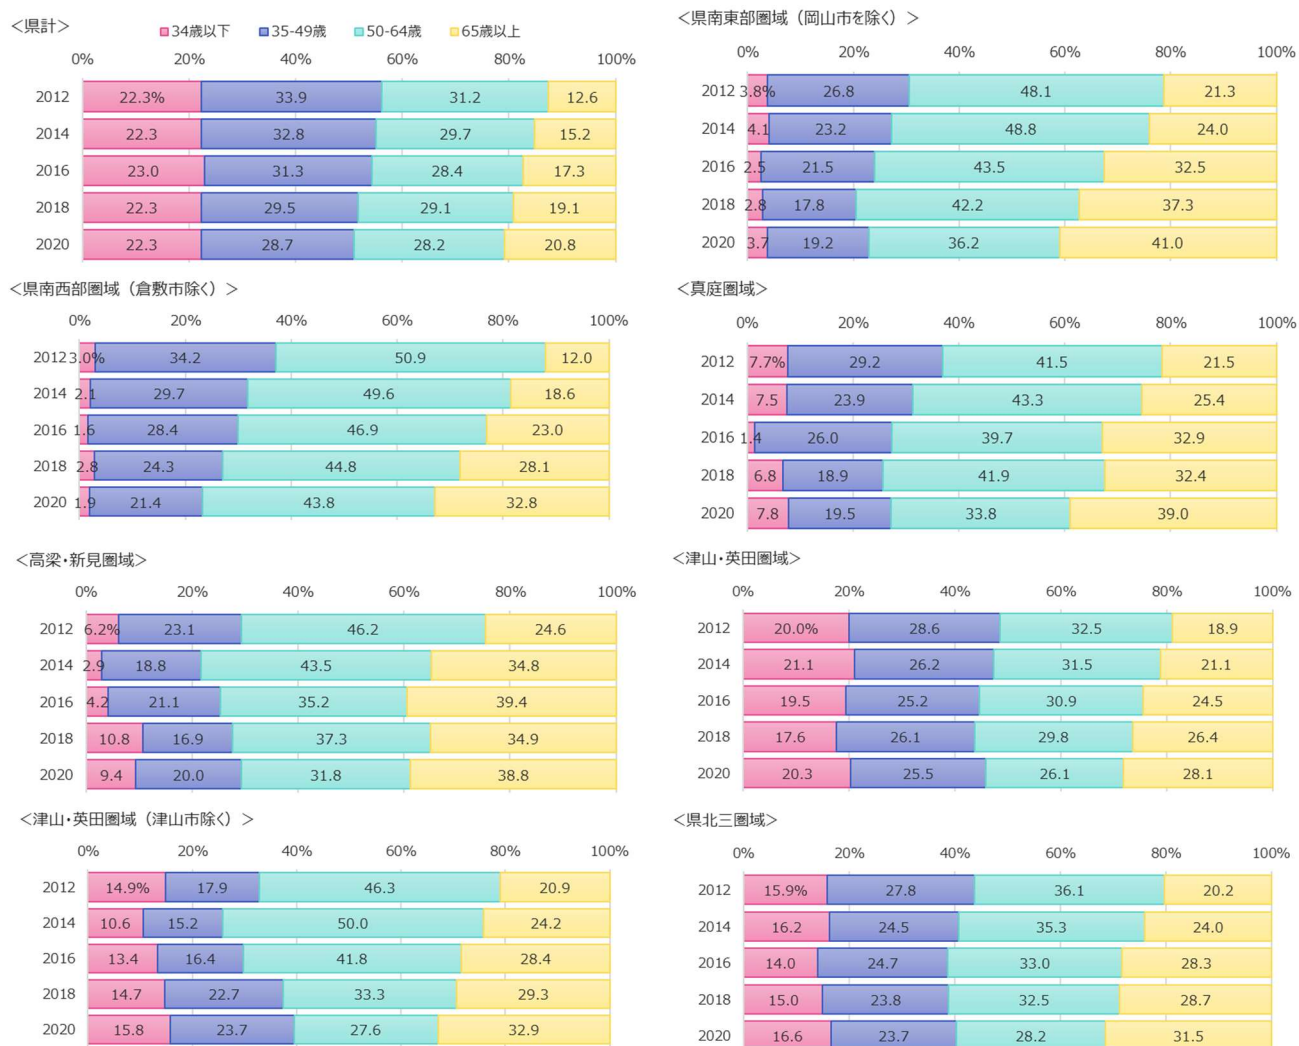 ＜県計＞
34歳以下 35-49歳 50-64歳 65歳以上
0% 20% 40% 60% 80% 100%
2012 22.3% 33.9 31.2 12.6
2014 22.3 32.8 29.7 15.2
2016 23.0 31.3 28.4 17.3
2018 22.3 29.5 29.1 19.1
2020 22.3 28.7 28.2 20.8
＜県南東部圏域（岡山市を除く）＞
0% 20% 40% 60% 80% 100%
2012 3.8% 26.8 48.1 21.3
2014 4.1 23.2 48.8 24.0
2016 2.5 21.5 43.5 32.5
2018 2.8 17.8 42.2 37.3
2020 3.7 19.2 36.2 41.0
＜県南西部圏域（倉敷市除く）＞
0% 20% 40% 60% 80% 100%
2012 3.0% 34.2 50.9 12.0
2014 2.1 29.7 49.6 18.6
2016 1.6 28.4 46.9 23.0
2018 2.8 24.3 44.8 28.1
2020 1.9 21.4 43.8 32.8
＜真庭圏域＞
0% 20% 40% 60% 80% 100%
2012 7.7% 29.2 41.5 21.5
2014 7.5 23.9 43.3 25.4
2016 1.4 26.0 39.7 32.9
2018 6.8 18.9 41.9 32.4
2020 7.8 19.5 33.8 39.0
＜高梁・新見圏域＞
0% 20% 40% 60% 80% 100%
2012 6.2% 23.1 46.2 24.6
2014 2.9 18.8 43.5 34.8
2016 4.2 21.1 35.2 39.4
2018 10.8 16.9 37.3 34.9
2020 9.4 20.0 31.8 38.8
＜津山・英田圏域＞
0% 20% 40% 60% 80% 100%
2012 20.0% 28.6 32.5 18.9
2014 21.1 26.2 31.5 21.1
2016 19.5 25.2 30.9 24.5
2018 17.6 26.1 29.8 26.4
2020 20.3 25.5 26.1 28.1
＜津山・英田圏域（津山市除く）＞
0% 20% 40% 60% 80% 100%
2012 14.9% 17.9 46.3 20.9
2014 10.6 15.2 50.0 24.2
2016 13.4 16.4 41.8 28.4
2018 14.7 22.7 33.3 29.3
2020 15.8 23.7 27.6 32.9
＜県北三圏域＞
0% 20% 40% 60% 80% 100%
2012 15.9% 27.8 36.1 20.2
2014 16.2 24.5 35.3 24.0
2016 14.0 24.7 33.0 28.3
2018 15.0 23.8 32.5 28.7
2020 16.6 23.7 28.2 31.5